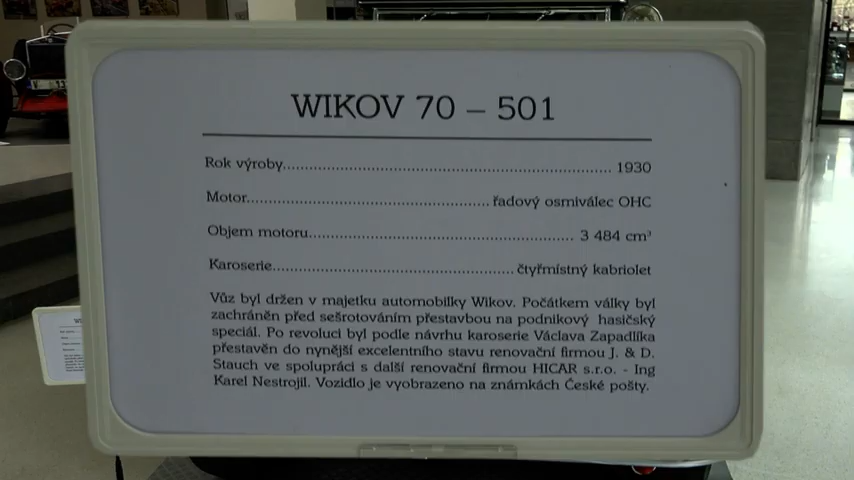 WIKOV 70 – 501
Rok výroby........................................................................................ 1930
Motor................................................................. řadový osmiválec OHC
Objem motoru.......................................................................... 3 484 cm³
Karoserie................................................................ čtyřmístný kabriolet
Vůz byl držen v majetku automobilky Wikov. Počátkem války byl
zachráněn před sešrotováním přestavbou na podnikový hasičský
speciál. Po revoluci byl podle návrhu karoserie Václava Zapadlíka
přestavěn do nynější excelentního stavu renovační firmou J. & D.
Stauch ve spolupráci s další renovační firmou HICAR s.r.o. - Ing
Karel Nestrojil. Vozidlo je vyobrazeno na známkách České pošty.